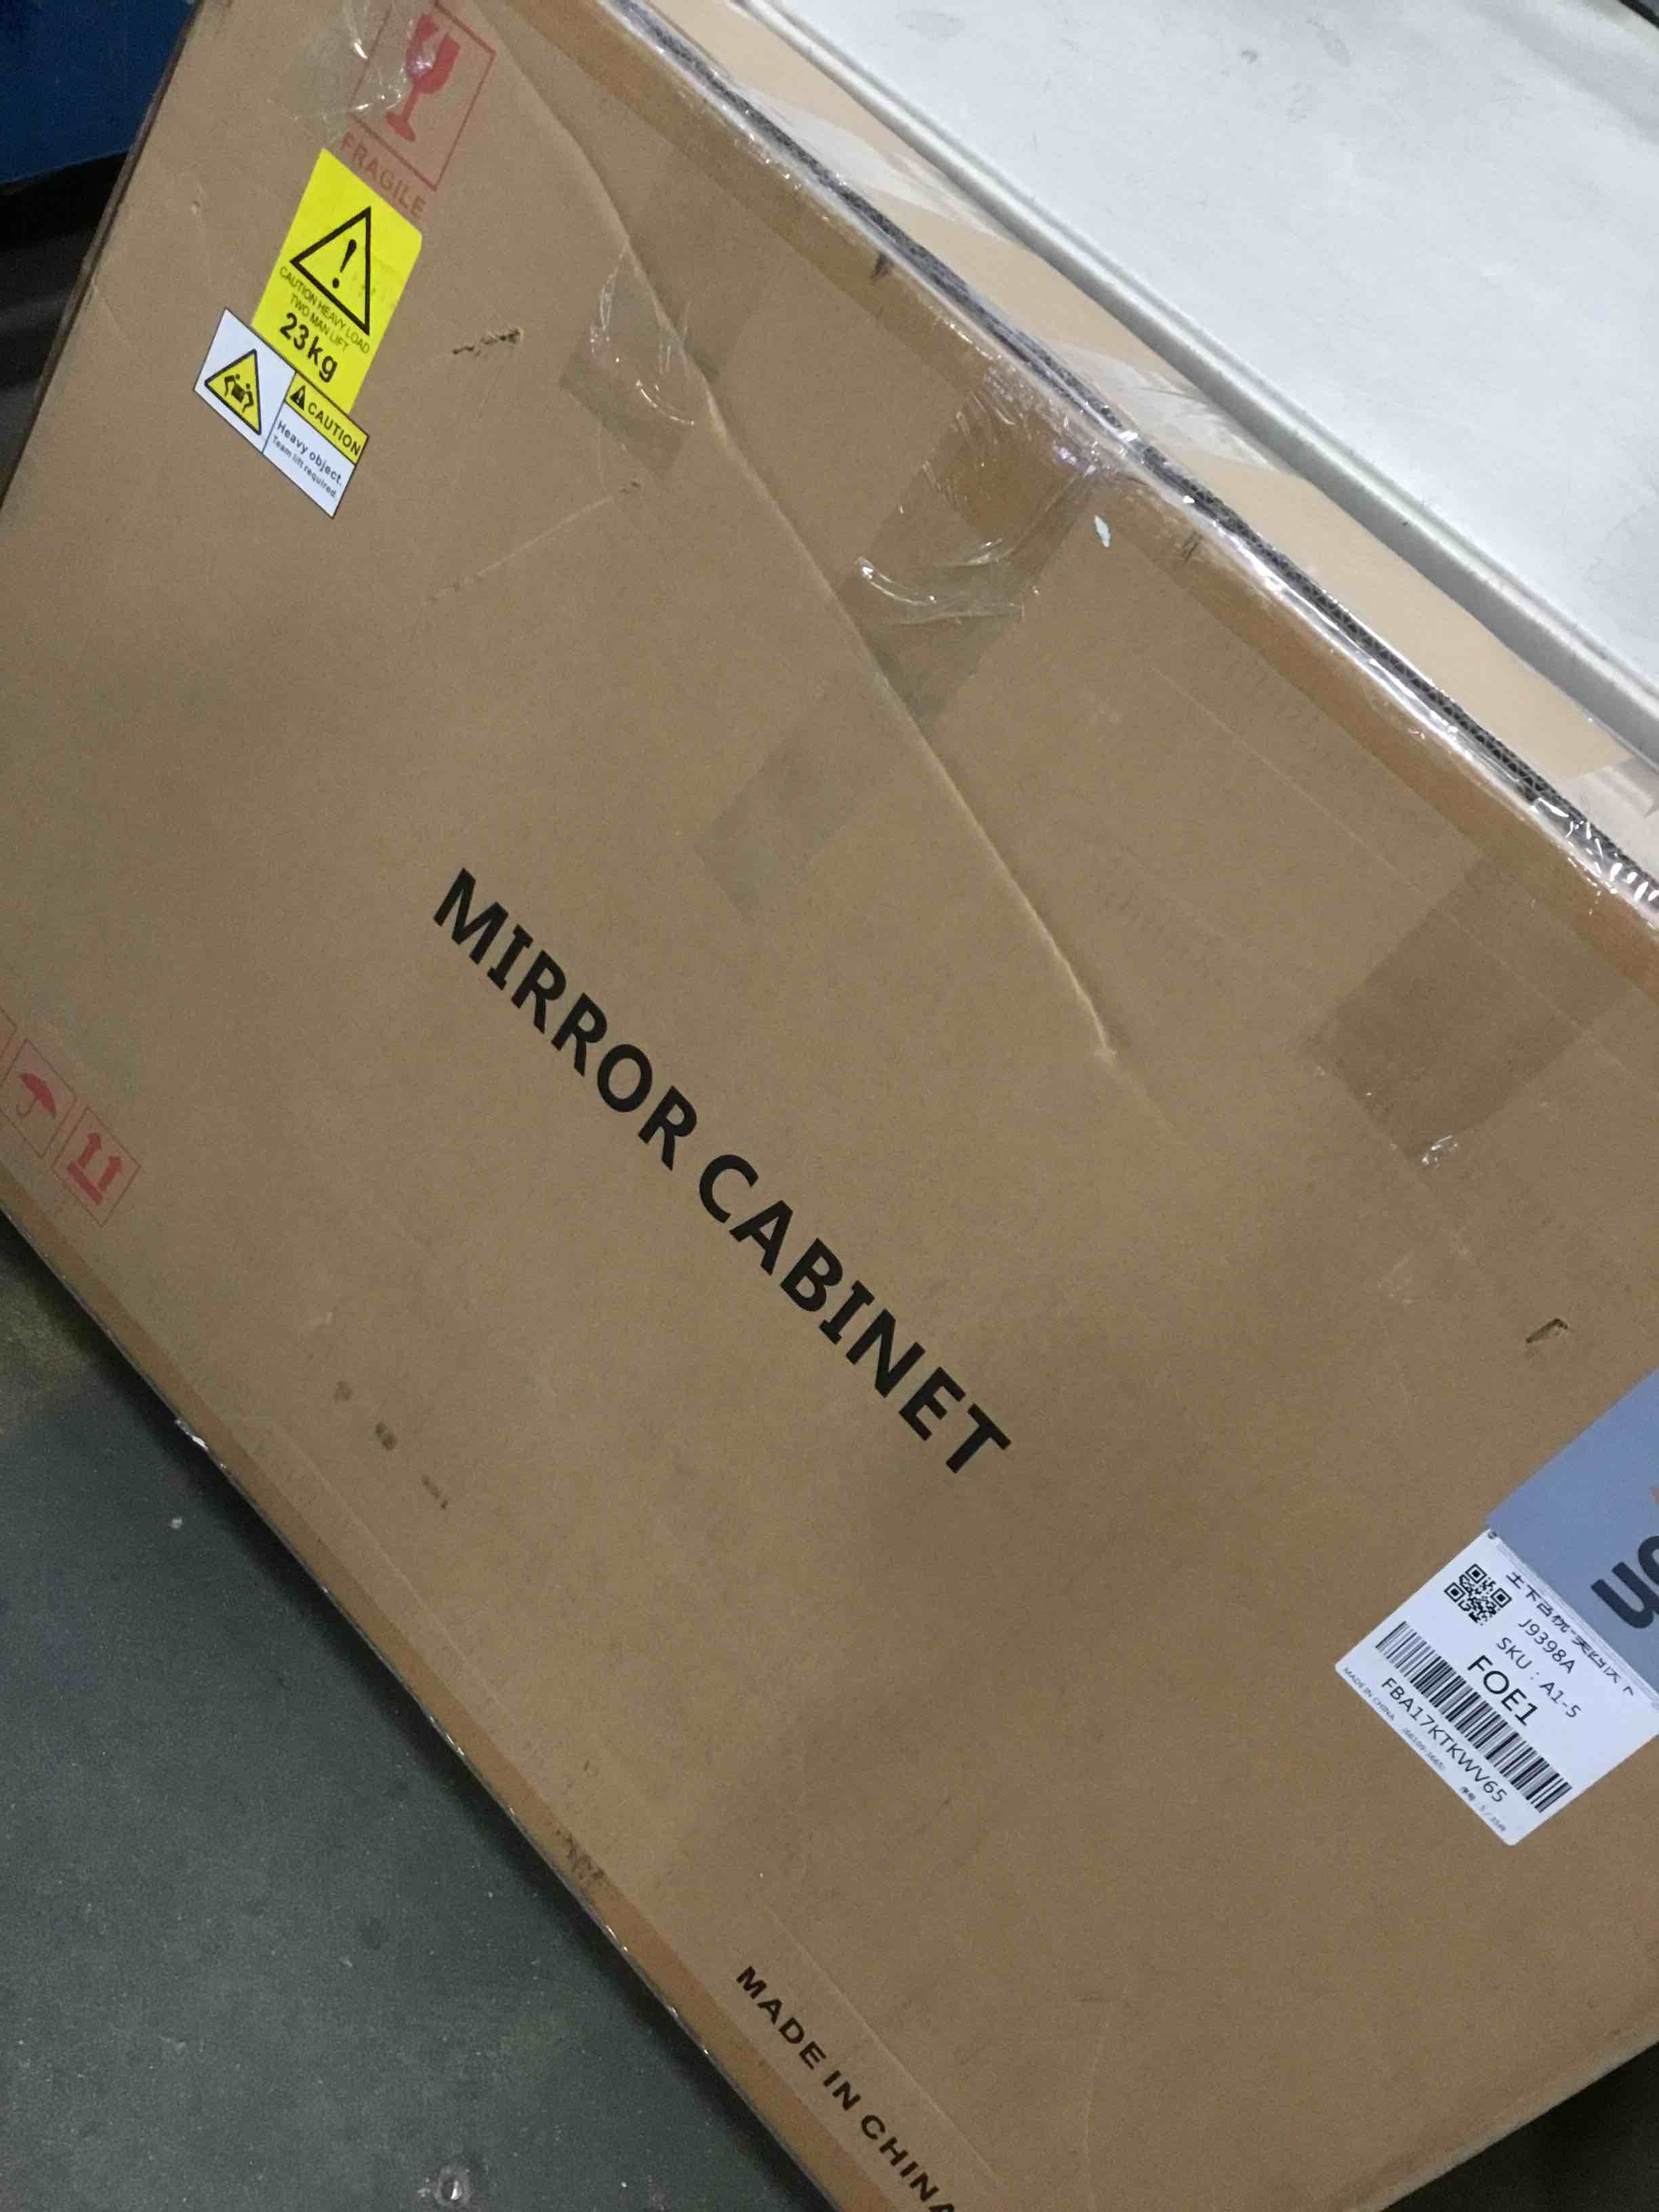 FRAGILE
CAUTION HEAVY LOAD
TWO MAN LIFT
23kg
CAUTION
Heavy object.
Team lift required.
MIRROR CABINET
J9398A
SKU : A1-5
FOE1
FBA17KTKWV65
MADE IN CHINA
MADE IN CHINA